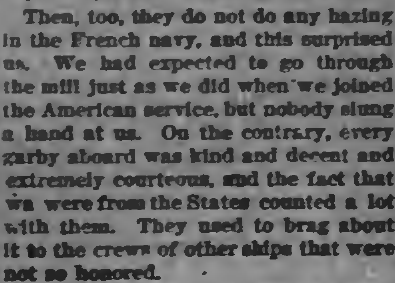 Then, too, they do not do any hazing
in the French navy, and this surprised
us. We had expected to go through
the mill just as we did when we joined
the American service, but nobody slung
a hand at us. On the contrary, every
garby aboard was kind and decent and
extremely courteous, and the fact that
we were from the States counted a lot
with them. They used to brag about
it to the crews of other ships that were
not so honored.